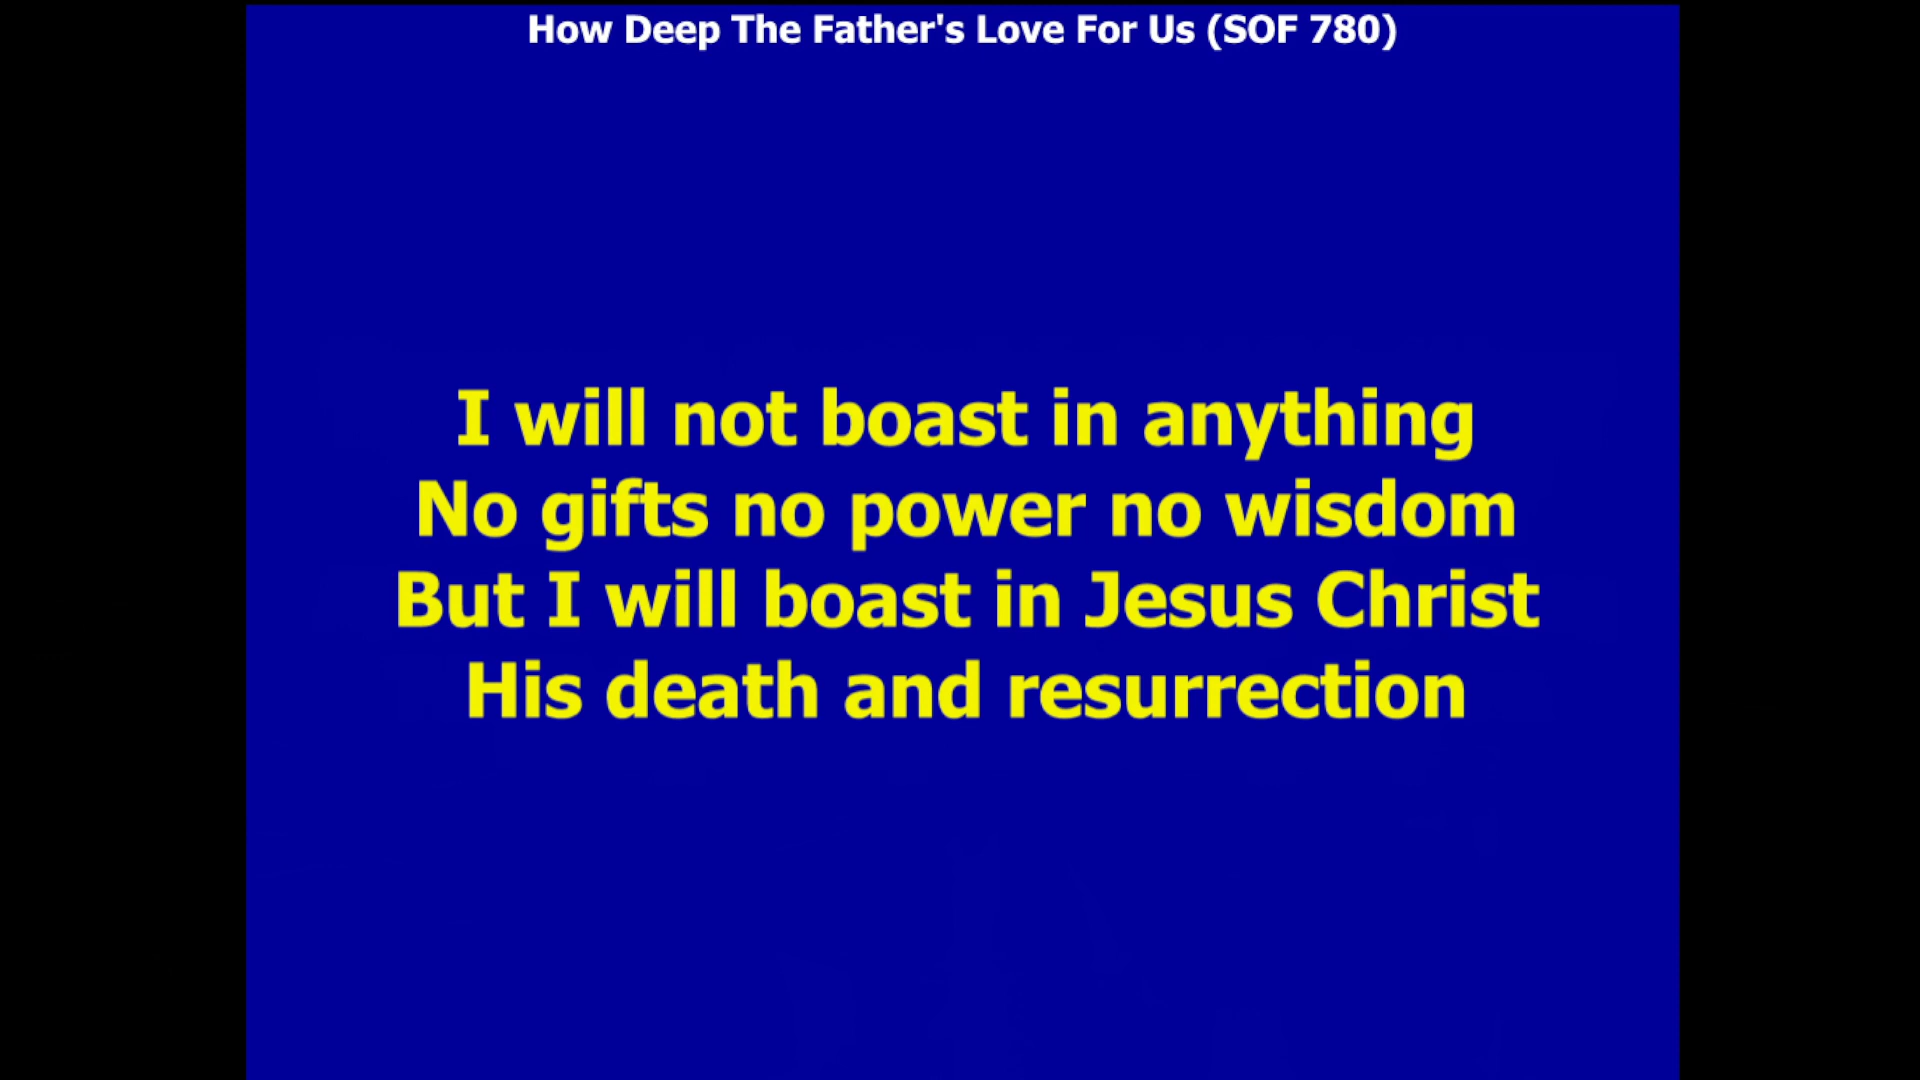 How Deep The Father's Love For Us (SOF 780)
I will not boast in anything
No gifts no power no wisdom
But I will boast in Jesus Christ
His death and resurrection